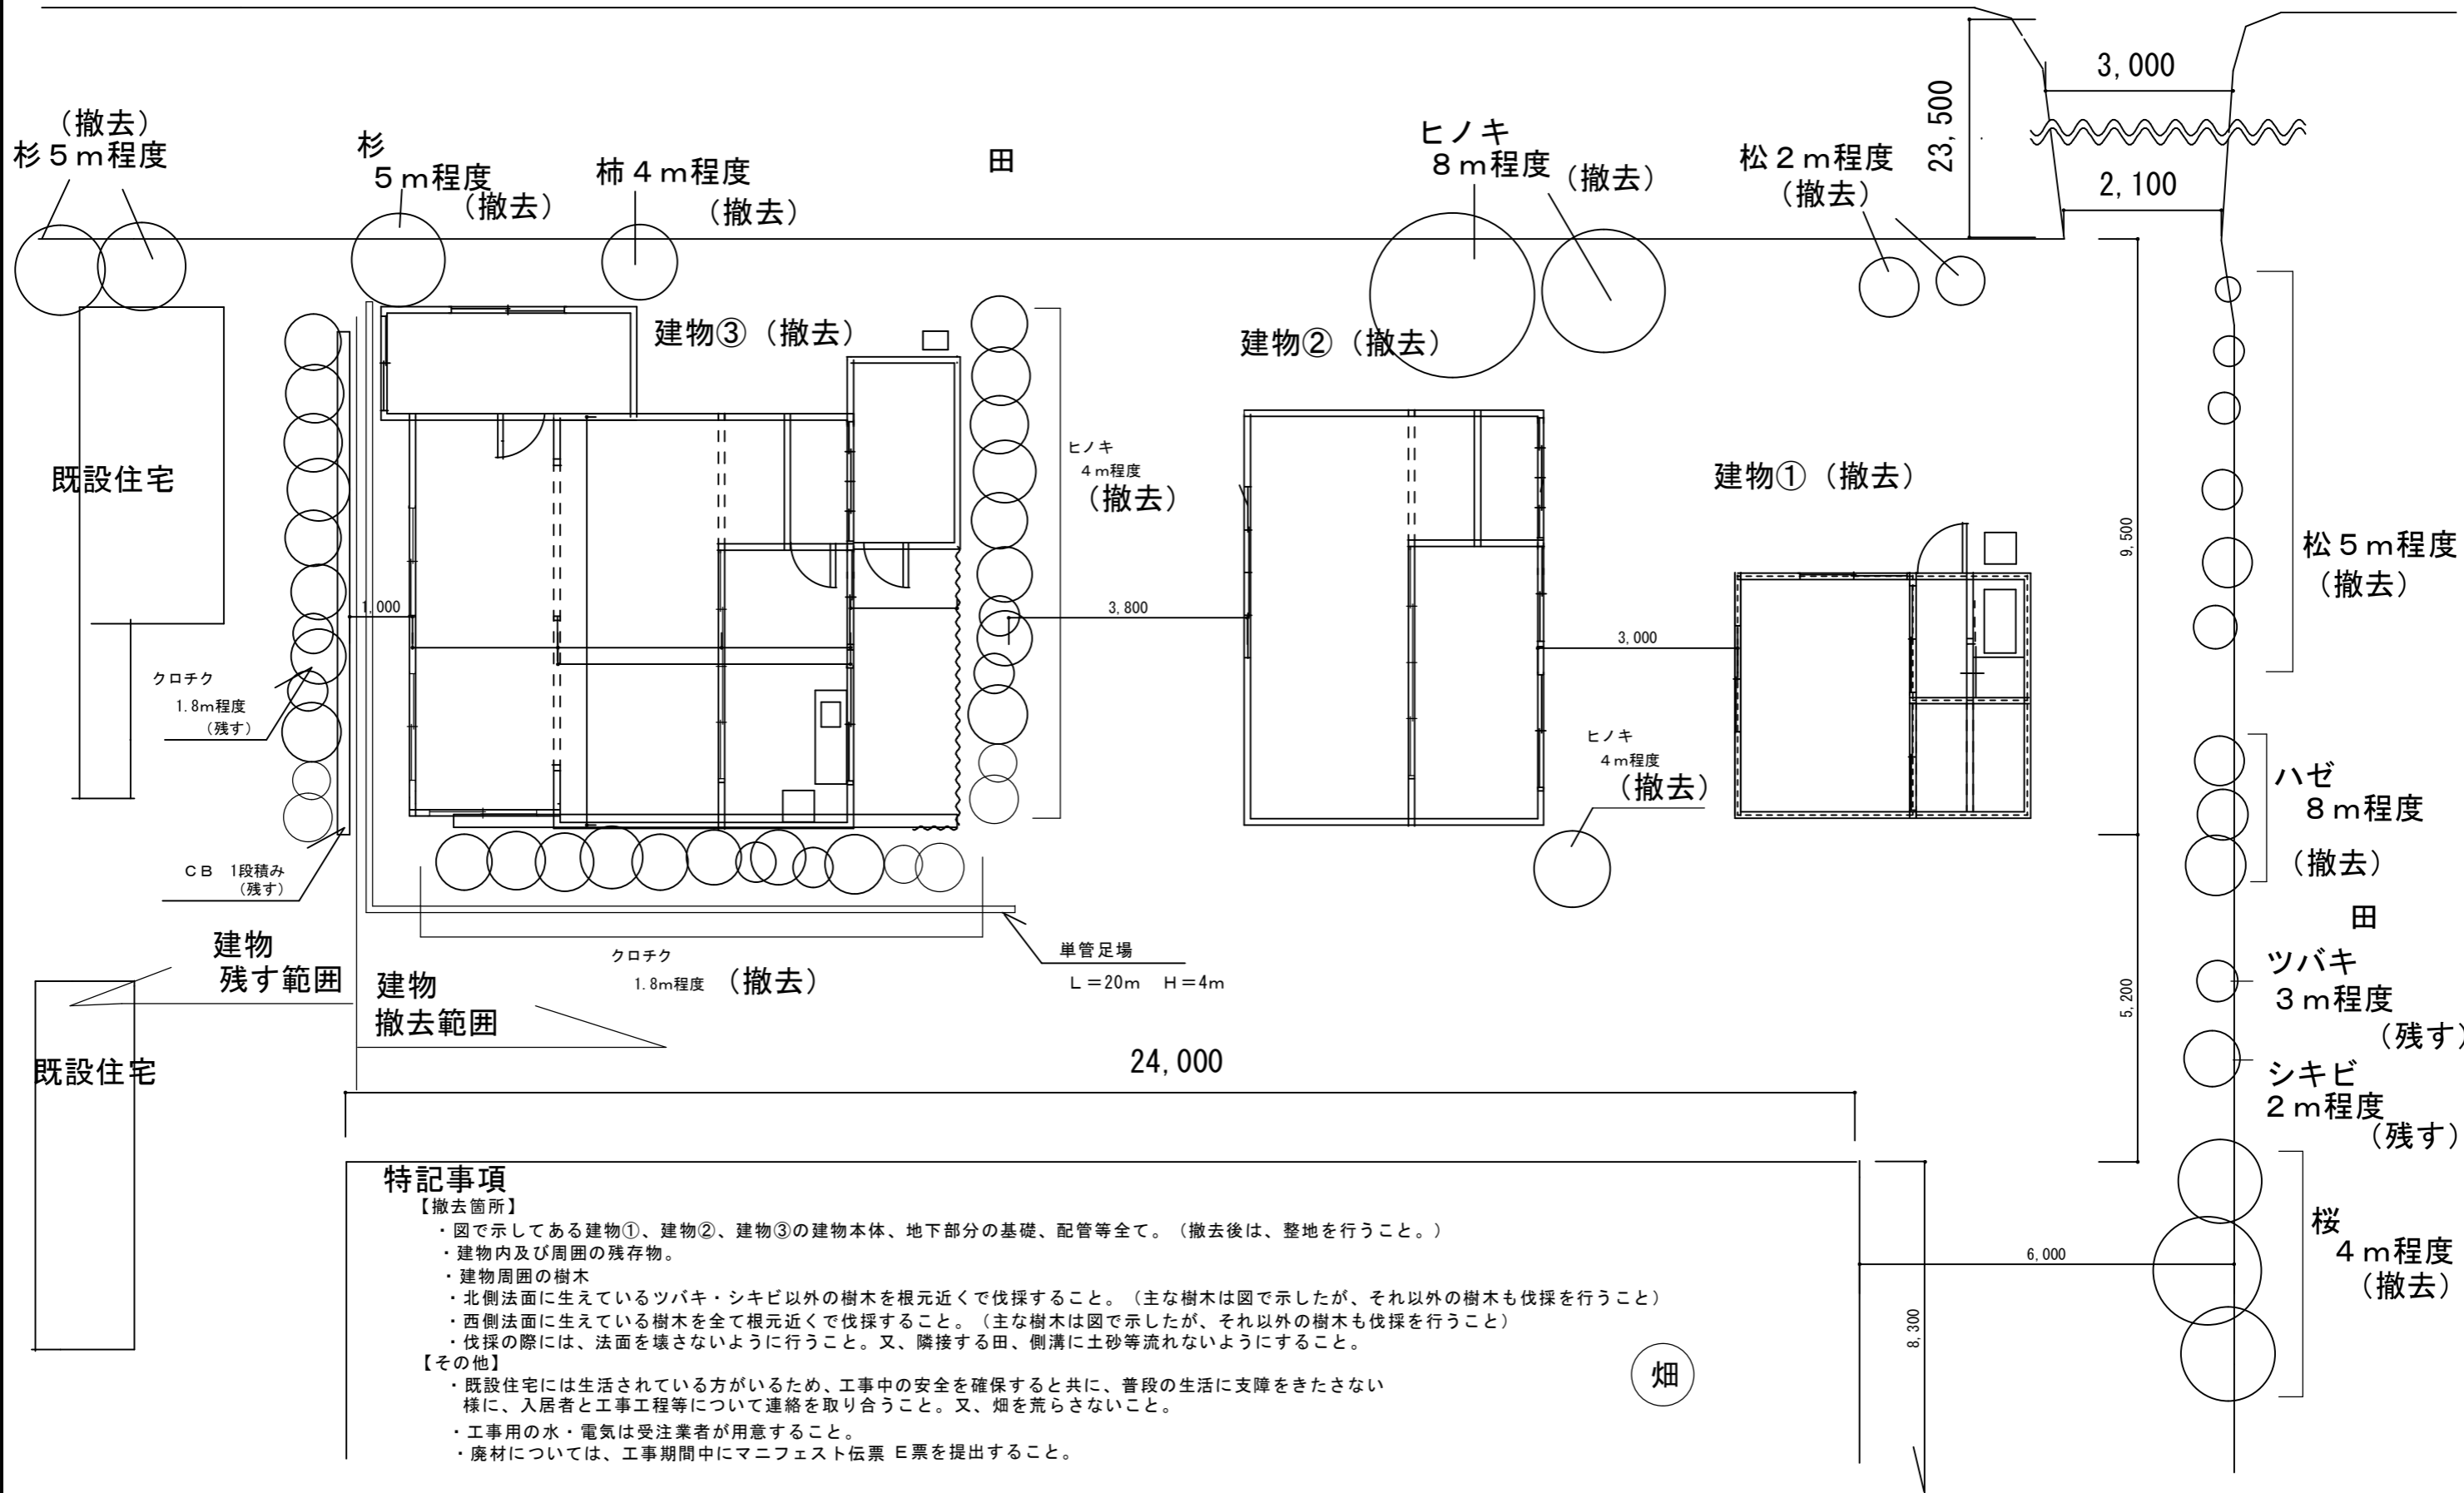 3,000
23,500
2,100
（撤去）
杉５ｍ程度
杉
５ｍ程度
（撤去）
柿４ｍ程度
（撤去）
田
ヒノキ
８ｍ程度
（撤去）
松２ｍ程度
（撤去）
建物③（撤去）
建物②（撤去）
建物①（撤去）
既設住宅
ヒノキ
４ｍ程度
（撤去）
9,500
松５ｍ程度
（撤去）
1,000
3,800
3,000
クロチク
1.8ｍ程度
（残す）
ヒノキ
４ｍ程度
（撤去）
ハゼ
８ｍ程度
（撤去）
ＣＢ　1段積み
（残す）
田
建物
残す範囲
建物
撤去範囲
クロチク
1.8ｍ程度
（撤去）
単管足場
Ｌ＝20ｍ　Ｈ＝4ｍ
5,200
ツバキ
３ｍ程度
（残す）
既設住宅
24,000
シキビ
２ｍ程度
（残す）
特記事項
【撤去箇所】
・図で示してある建物①、建物②、建物③の建物本体、地下部分の基礎、配管等全て。（撤去後は、整地を行うこと。）
・建物内及び周囲の残存物。
・建物周囲の樹木
・北側法面に生えているツバキ・シキビ以外の樹木を根元近くで伐採すること。（主な樹木は図で示したが、それ以外の樹木も伐採を行うこと）
・西側法面に生えている樹木を全て根元近くで伐採すること。（主な樹木は図で示したが、それ以外の樹木も伐採を行うこと）
・伐採の際には、法面を壊さないように行うこと。又、隣接する田、側溝に土砂等流れないようにすること。
【その他】
・既設住宅には生活されている方がいるため、工事中の安全を確保すると共に、普段の生活に支障をきたさない
様に、入居者と工事工程等について連絡を取り合うこと。又、畑を荒らさないこと。
・工事用の水・電気は受注業者が用意すること。
・廃材については、工事期間中にマニフェスト伝票 Ｅ票を提出すること。
畑
8,300
6,000
桜
４ｍ程度
（撤去）